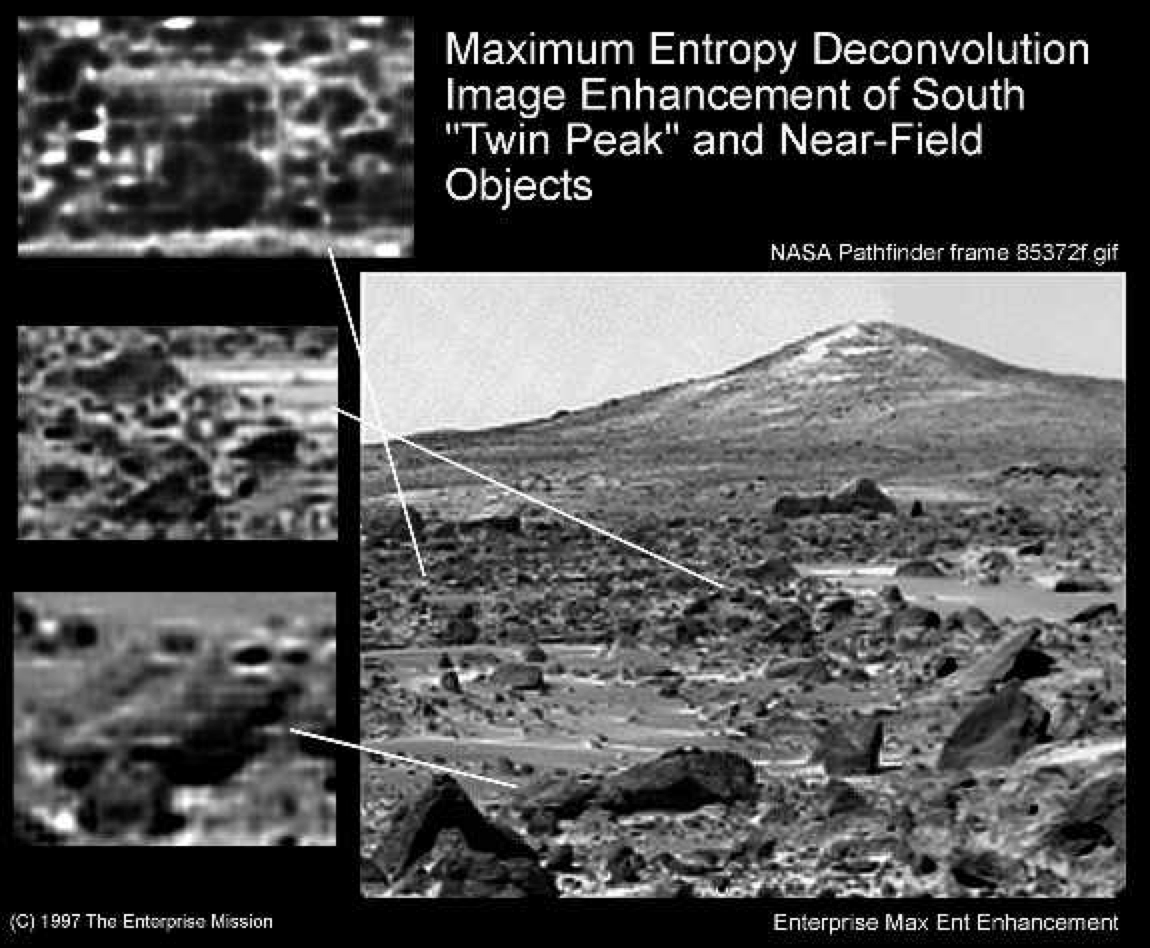 Maximum Entropy Deconvolution
Image Enhancement of South
"Twin Peak" and Near-Field
Objects
NASA Pathfinder frame 85372f.gif
(C) 1997 The Enterprise Mission
Enterprise Max Ent Enhancement